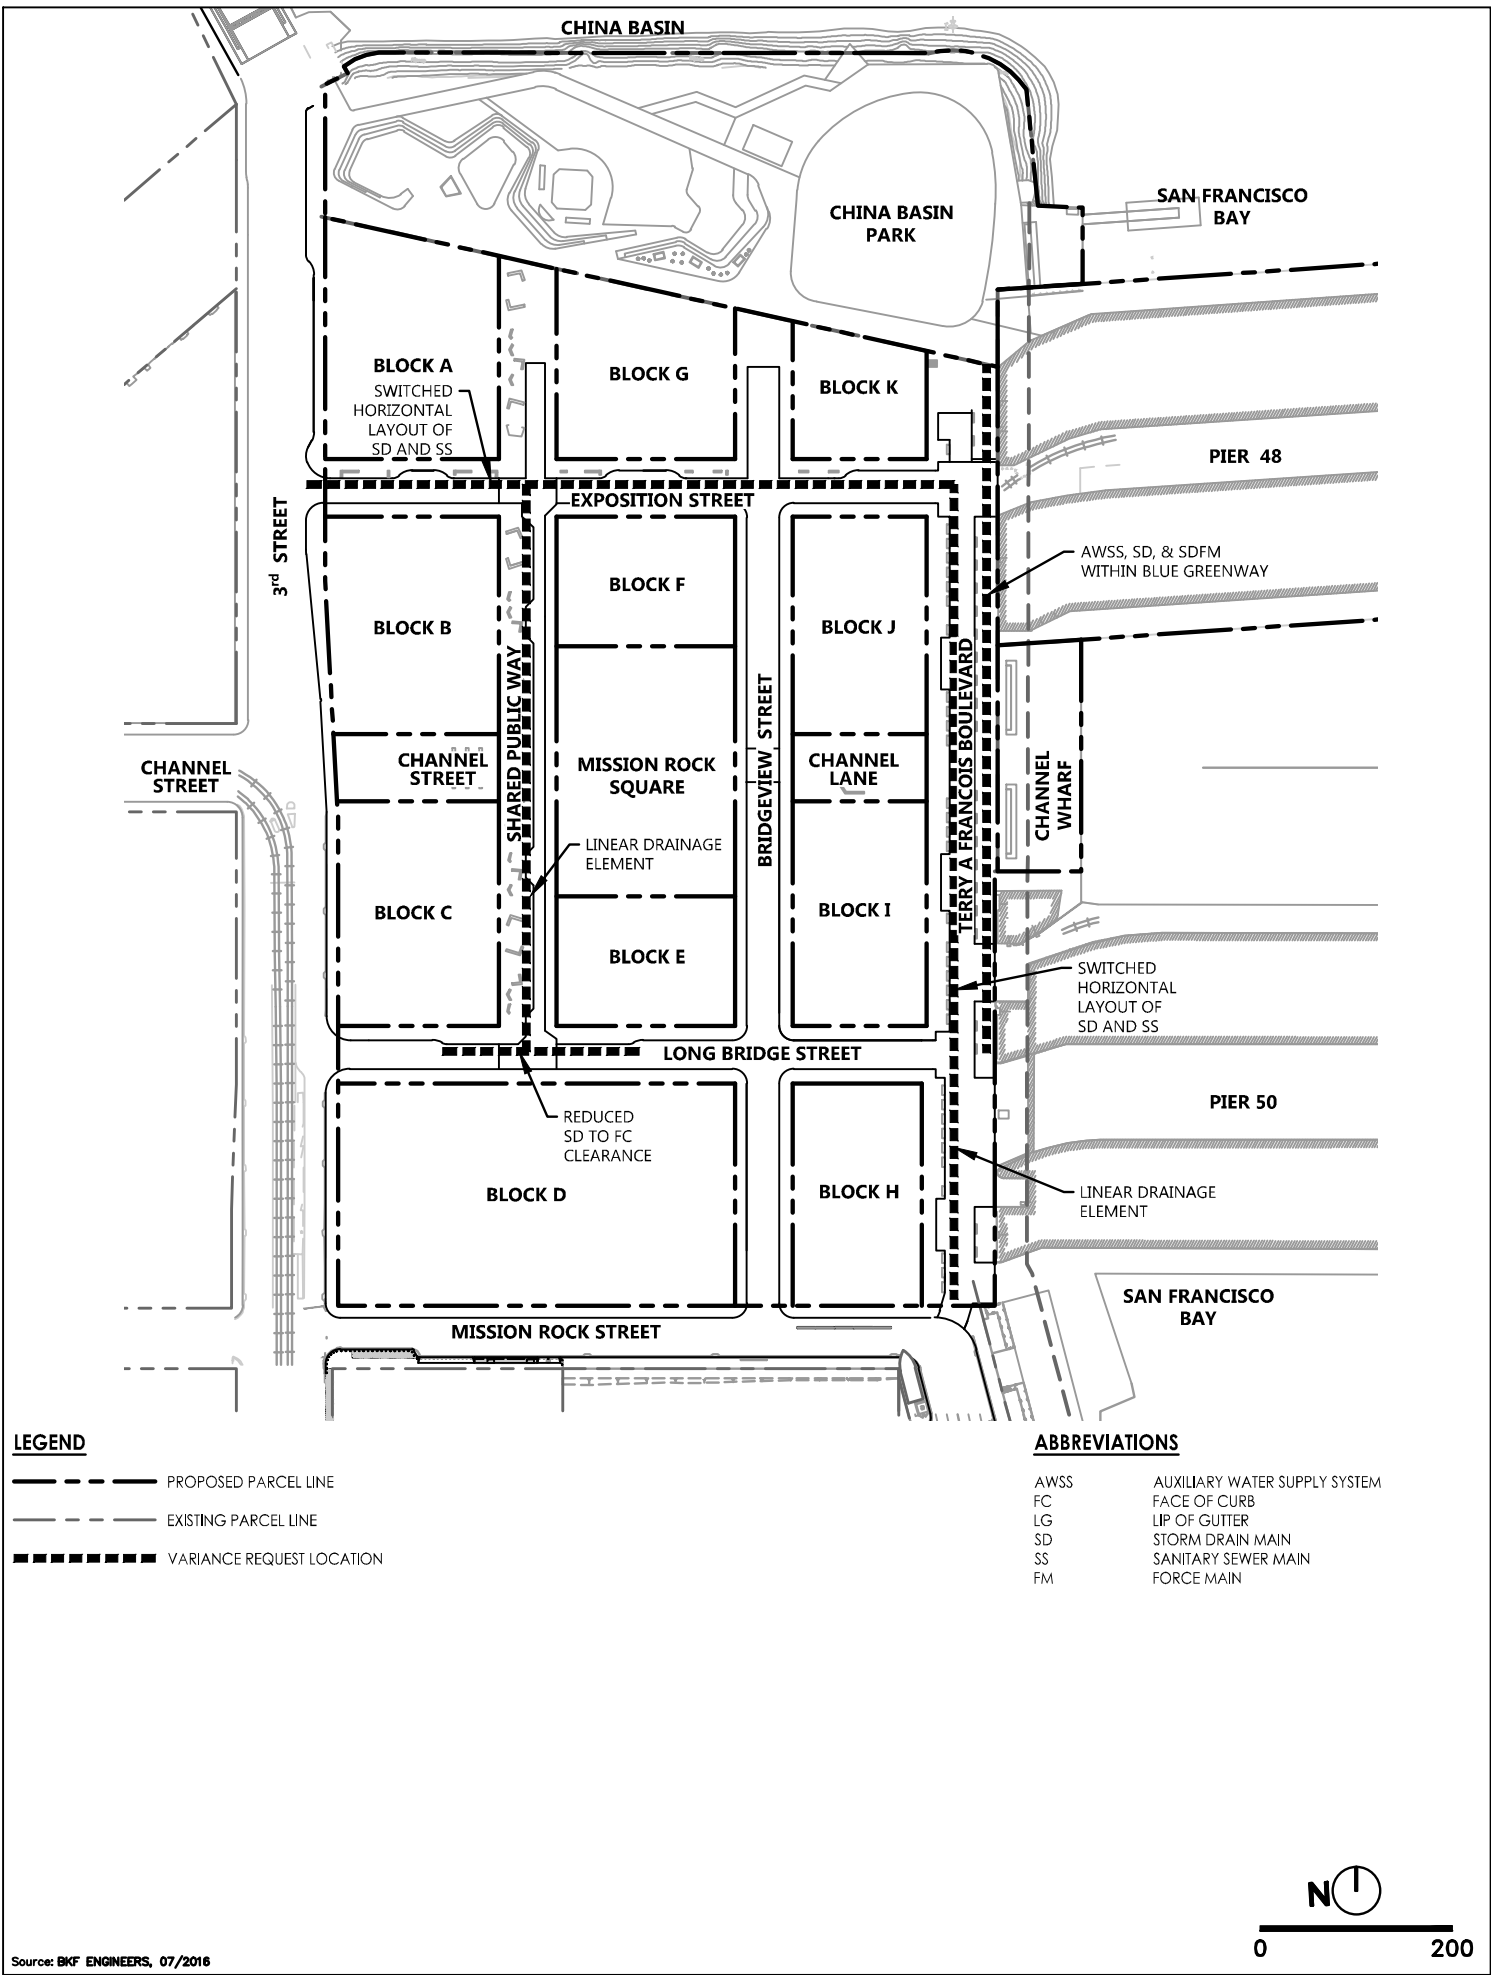 CHINA BASIN
SAN FRANCISCO
BAY
CHINA BASIN
PARK
BLOCK A
SWITCHED
HORIZONTAL
LAYOUT OF
SD AND SS
BLOCK G
BLOCK K
PIER 48
EXPOSITION STREET
3rd STREET
AWSS, SD, & SDFM
WITHIN BLUE GREENWAY
BLOCK F
BLOCK B
BLOCK J
SHARED PUBLIC WAY
BRIDGEVIEW STREET
TERRY A FRANCOIS BOULEVARD
CHANNEL
STREET
CHANNEL
STREET
MISSION ROCK
SQUARE
CHANNEL
LANE
CHANNEL
WHARF
LINEAR DRAINAGE
ELEMENT
BLOCK C
BLOCK I
BLOCK E
SWITCHED
HORIZONTAL
LAYOUT OF
SD AND SS
LONG BRIDGE STREET
PIER 50
REDUCED
SD TO FC
CLEARANCE
BLOCK D
BLOCK H
LINEAR DRAINAGE
ELEMENT
SAN FRANCISCO
BAY
MISSION ROCK STREET
LEGEND
PROPOSED PARCEL LINE
EXISTING PARCEL LINE
VARIANCE REQUEST LOCATION
ABBREVIATIONS
AWSS AUXILIARY WATER SUPPLY SYSTEM
FC FACE OF CURB
LG LIP OF GUTTER
SD STORM DRAIN MAIN
SS SANITARY SEWER MAIN
FM FORCE MAIN
N
0 200
Source: BKF ENGINEERS, 07/2016